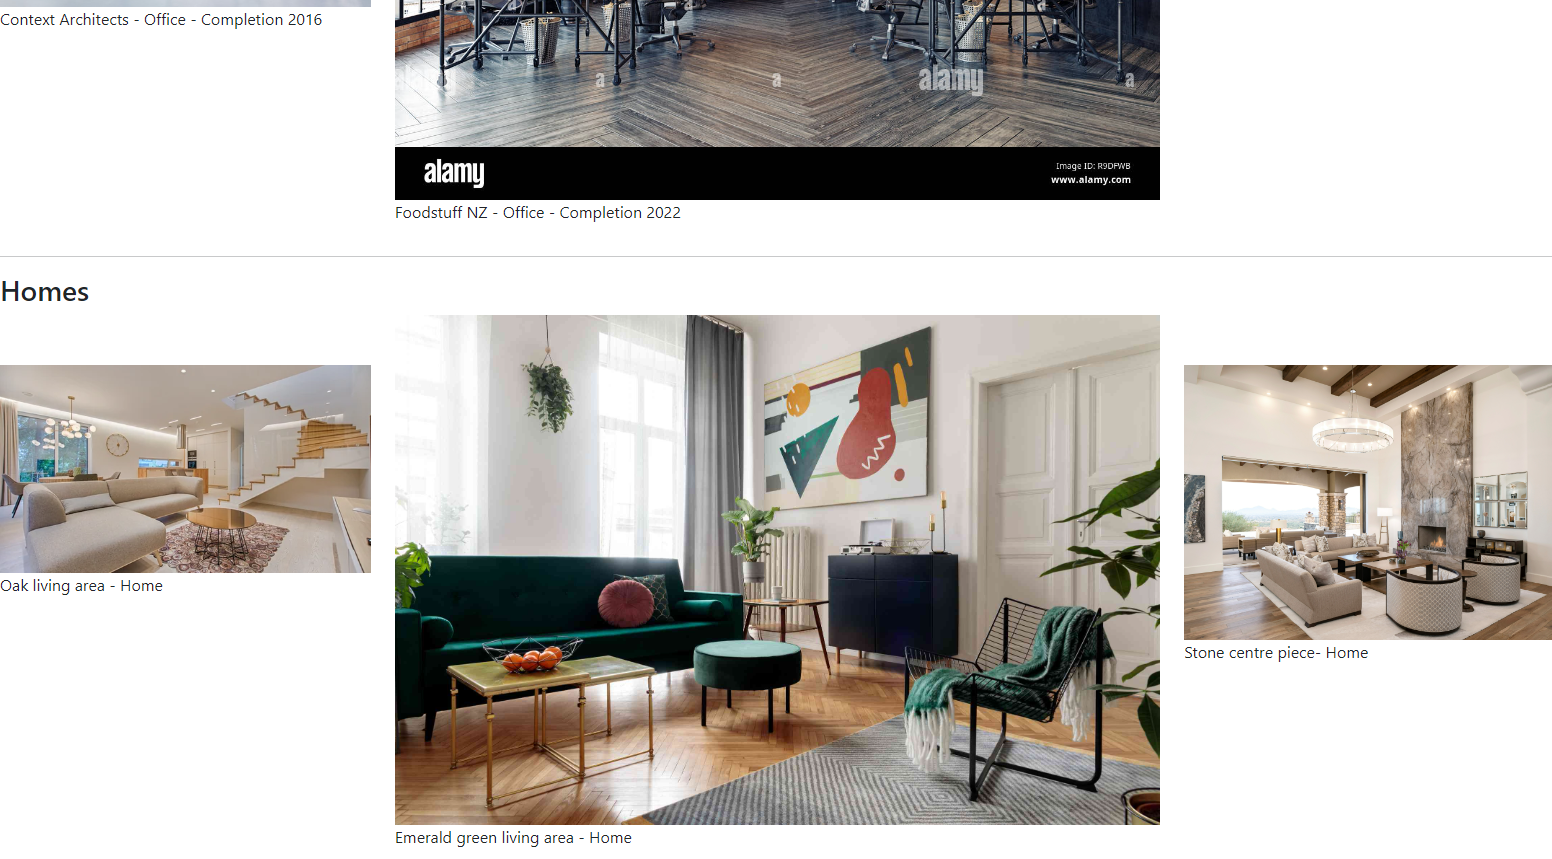 Context Architects - Office - Completion 2016
a
a
alamy
a
a
alamy
Image ID: R9DFWB
www.alamy.com
Foodstuff NZ - Office - Completion 2022
Homes
Oak living area - Home
Stone centre piece- Home
Emerald green living area - Home